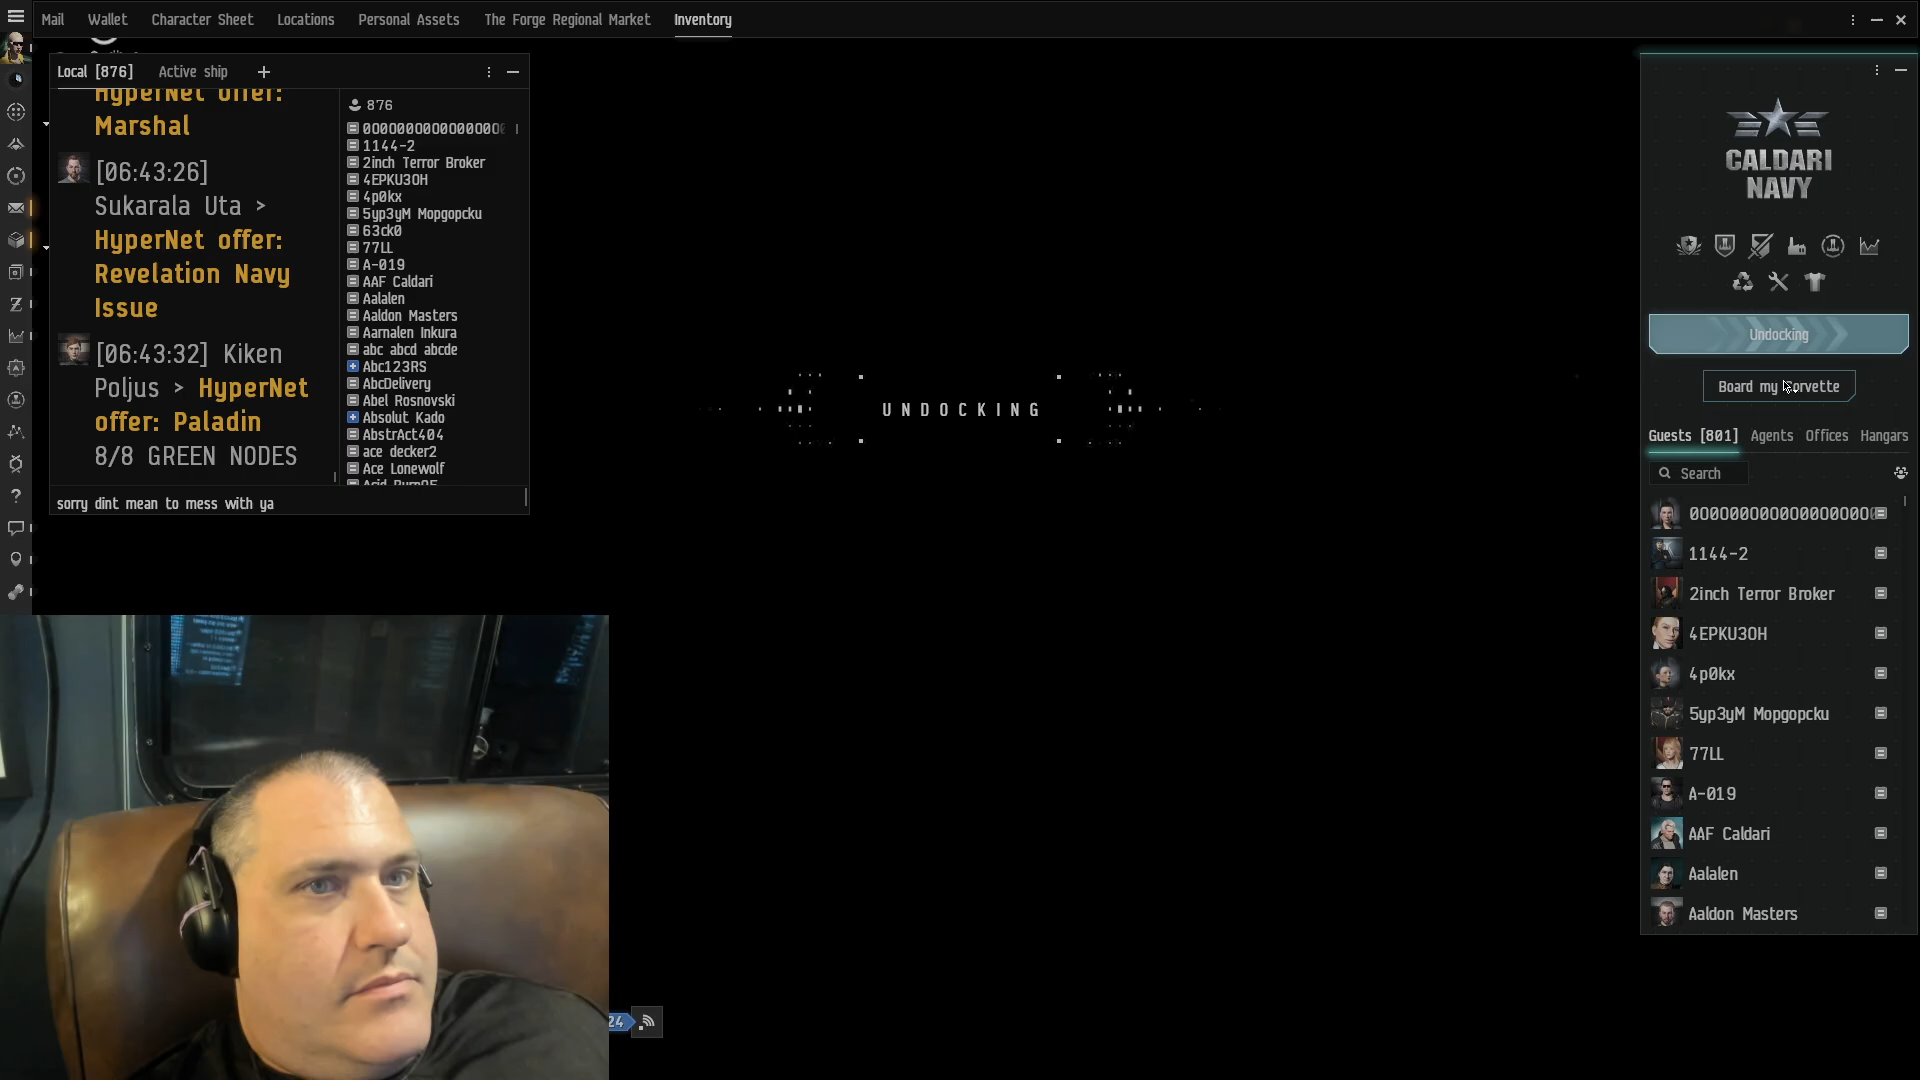 Mail Wallet Character Sheet Locations Personal Assets The Forge Regional Market Inventory
Local [876] Active ship +
HyperNet offer:
Marshal
[06:43:26]
Sukarala Uta >
HyperNet offer:
Revelation Navy
Issue
[06:43:32] Kiken
Poljus > HyperNet
offer: Paladin
8/8 GREEN NODES
sorry dint mean to mess with ya
876
1144-2
2inch Terror Broker
4EPKU3OH
4p0kx
5yp3yM Mopgopcku
63ck0
77LL
A-019
AAF Caldari
Aalalen
Aaldon Masters
Aarnalen Inkura
abc abcd abcde
Abc123RS
AbcDelivery
Abel Rosnovski
Absolut Kado
AbstrAct404
ace decker2
Ace Lonewolf
UNDOCKING
CALDARI
NAVY
Undocking
Board my Corvette
Guests [801] Agents Offices Hangars
Search
1144-2
2inch Terror Broker
4EPKU3OH
4p0kx
5yp3yM Mopgopcku
77LL
A-019
AAF Caldari
Aalalen
Aaldon Masters
24